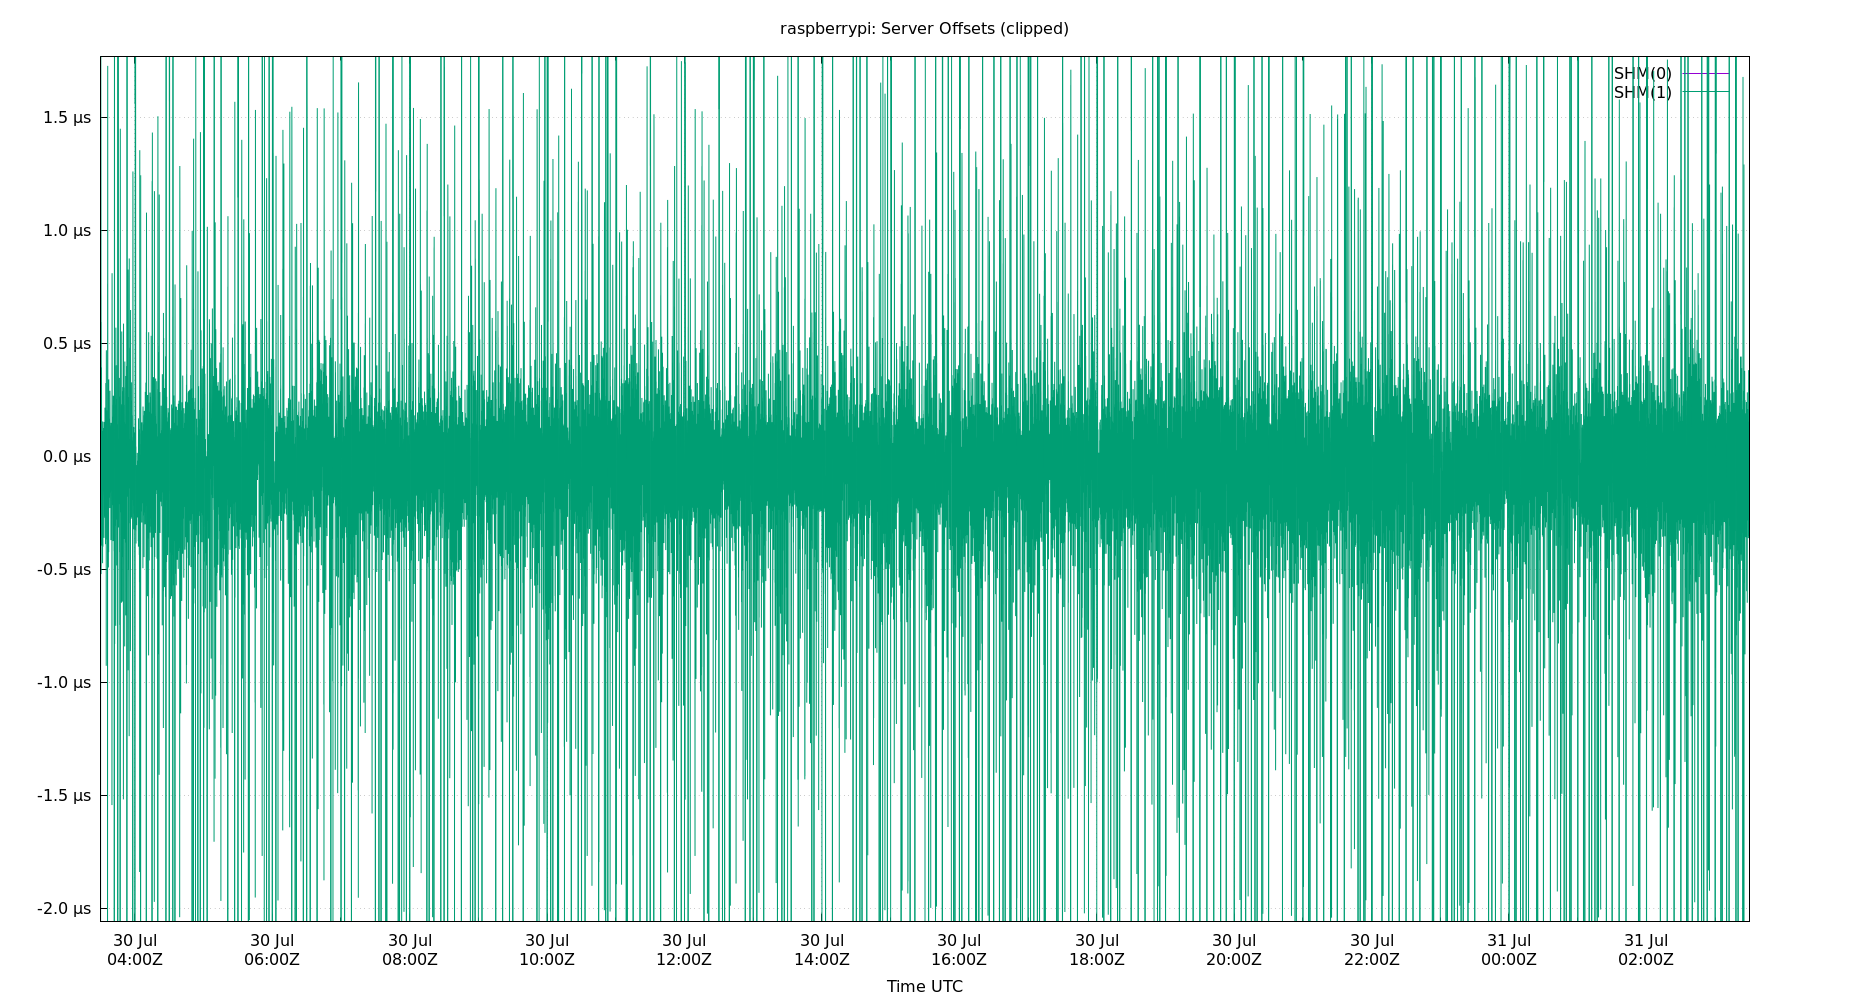 raspberrypi: Server Offsets (clipped)
SHM(0)
SHM(1)
1.5 µs
1.0 µs
0.5 µs
0.0 µs
-0.5 µs
-1.0 µs
-1.5 µs
-2.0 µs
30 Jul 30 Jul 30 Jul 30 Jul 30 Jul 30 Jul 30 Jul 30 Jul 30 Jul 30 Jul 31 Jul 31 Jul
04:00Z 06:00Z 08:00Z 10:00Z 12:00Z 14:00Z 16:00Z 18:00Z 20:00Z 22:00Z 00:00Z 02:00Z
Time UTC